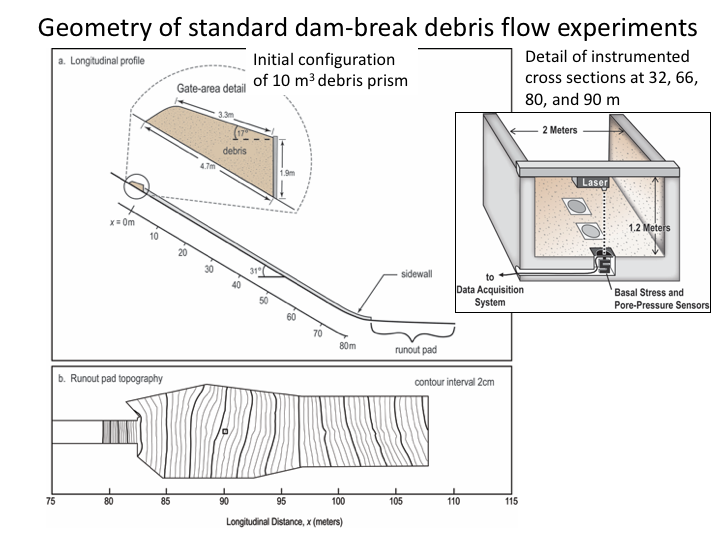 Geometry of standard dam-break debris flow experiments
a. Longitudinal profile
Initial configuration
of 10 m³ debris prism
Detail of instrumented
cross sections at 32, 66,
80, and 90 m
Gate-area detail
3.3m
17°
debris
4.7m
1.9m
x = 0m
10
20
30
40
50
60
70
80m
31°
sidewall
runout pad
2 Meters
Laser
1.2 Meters
to
Data Acquisition
System
Basal Stress and
Pore-Pressure Sensors
b. Runout pad topography
contour interval 2cm
75 80 85 90 95 100 105 110 115
Longitudinal Distance, x (meters)